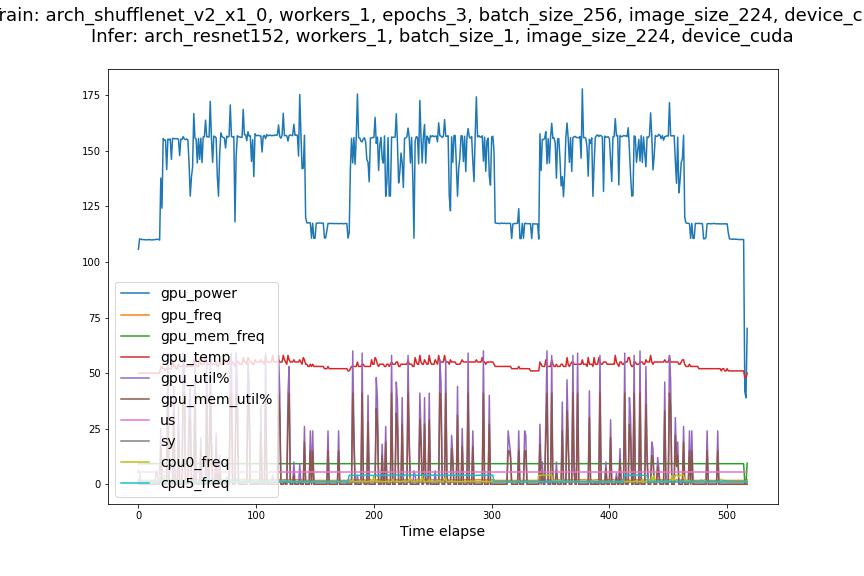 rain: arch_shufflenet_v2_x1_0, workers_1, epochs_3, batch_size_256, image_size_224, device_c
Infer: arch_resnet152, workers_1, batch_size_1, image_size_224, device_cuda
175
150
125
100
75
50
25
0
gpu_power
gpu_freq
gpu_mem_freq
gpu_temp
gpu_util%
gpu_mem_util%
us
sy
cpu0_freq
cpu5_freq
0 100 200 300 400 500
Time elapse